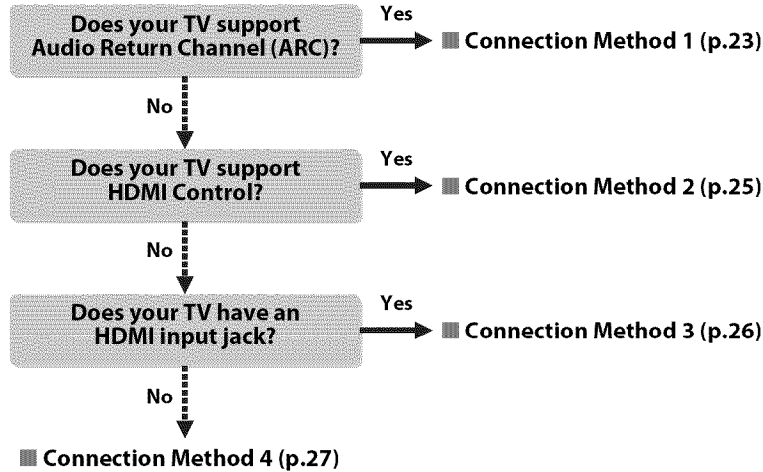 Does your TV support
Audio Return Channel (ARC)?
Yes
Connection Method 1 (p.23)
No
Does your TV support
HDMI Control?
Yes
Connection Method 2 (p.25)
No
Does your TV have an
HDMI input jack?
Yes
Connection Method 3 (p.26)
No
Connection Method 4 (p.27)